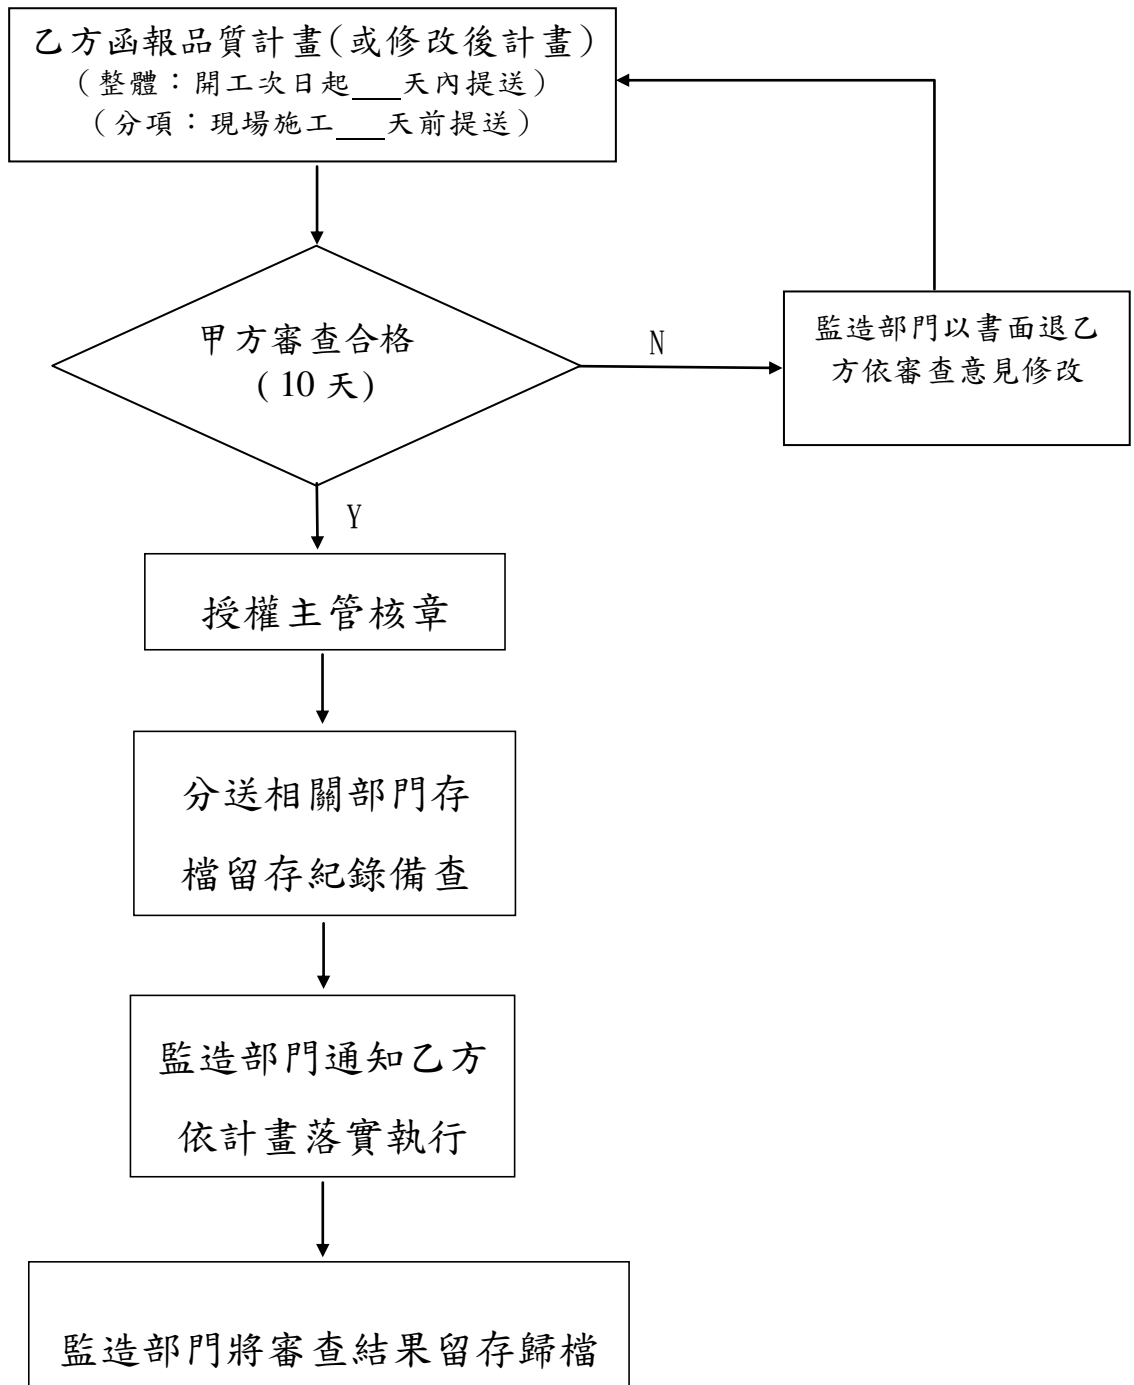 乙方函報品質計畫(或修改後計畫)
(整體：開工次日起___天內提送)
(分項：現場施工___天前提送)
甲方審查合格
( 10 天)
N
監造部門以書面退乙
方依審查意見修改
Y
授權主管核章
分送相關部門存
檔留存紀錄備查
監造部門通知乙方
依計畫落實執行
監造部門將審查結果留存歸檔